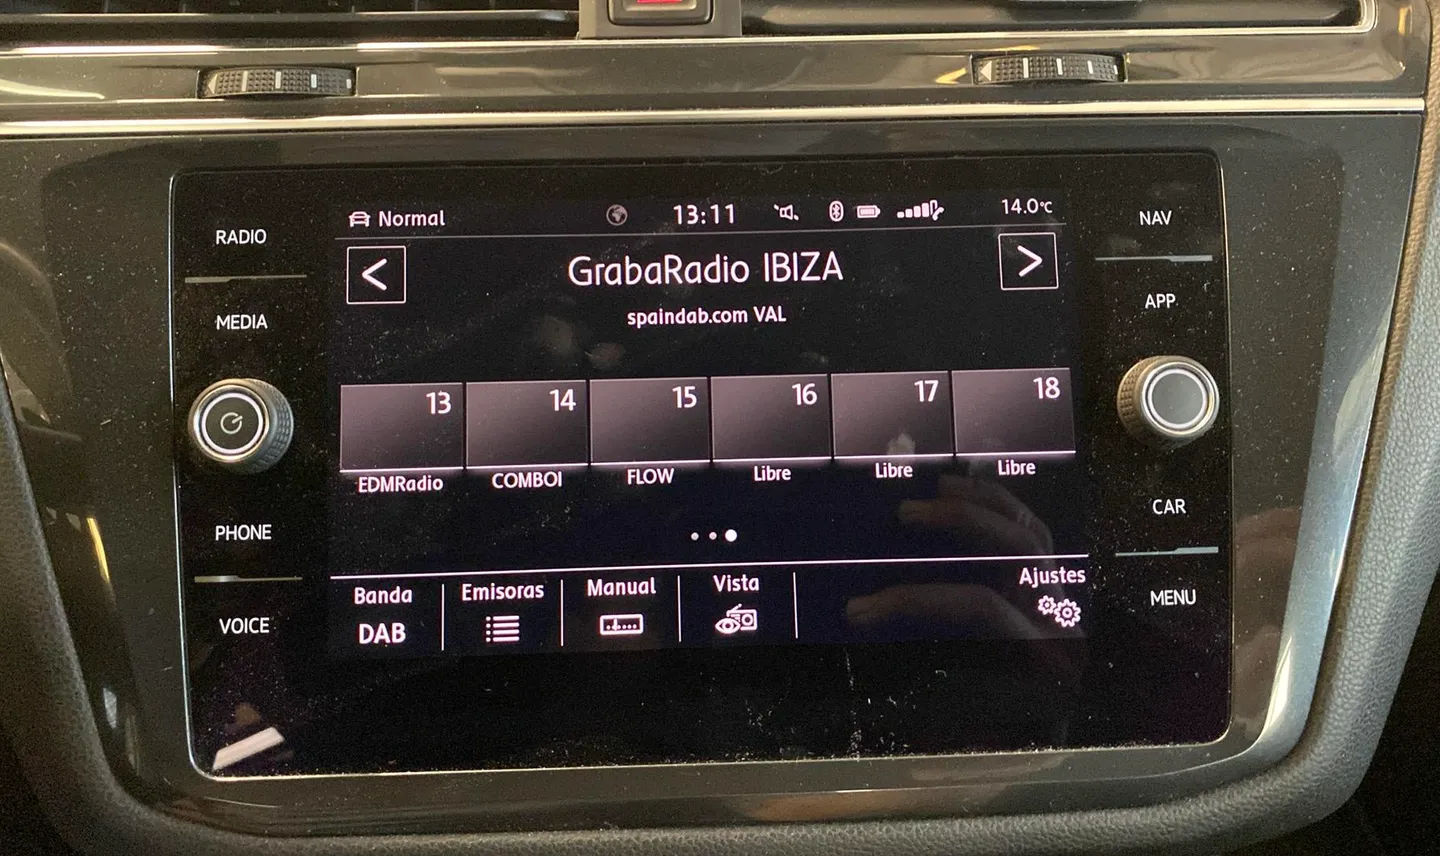 Normal 13:11 14.0°C
< GrabaRadio IBIZA >
spaindab.com VAL
13 14 15 16 17 18
EDMRadio COMBOI FLOW Libre Libre Libre
Banda Emisoras Manual Vista Ajustes
DAB
RADIO
MEDIA
PHONE
VOICE
NAV
APP
CAR
MENU